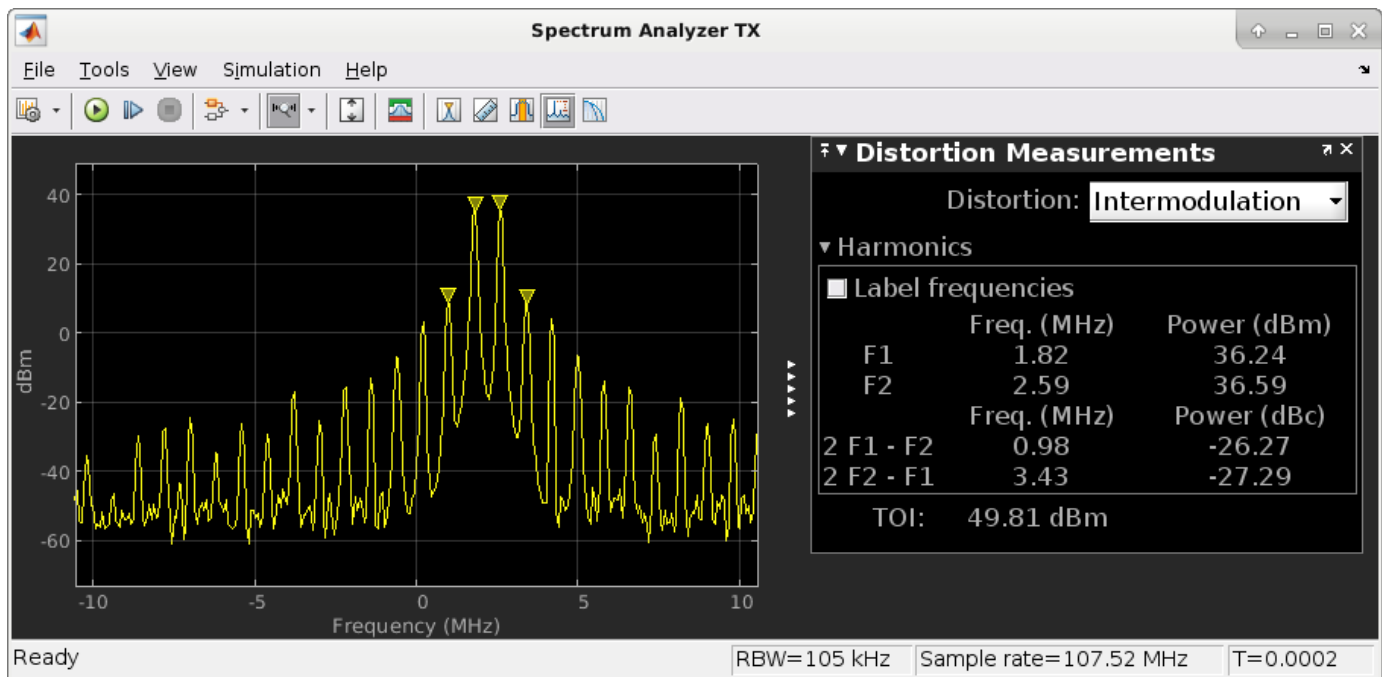 Spectrum Analyzer TX
File Tools View Simulation Help
Distortion Measurements
Distortion: Intermodulation
Harmonics
Label frequencies
Freq. (MHz) Power (dBm)
F1 1.82 36.24
F2 2.59 36.59
Freq. (MHz) Power (dBc)
2 F1 - F2 0.98 -26.27
2 F2 - F1 3.43 -27.29
TOI: 49.81 dBm
40
20
0
-20
-40
-60
dBm
-10 -5 0 5 10
Frequency (MHz)
Ready RBW=105 kHz Sample rate=107.52 MHz T=0.0002